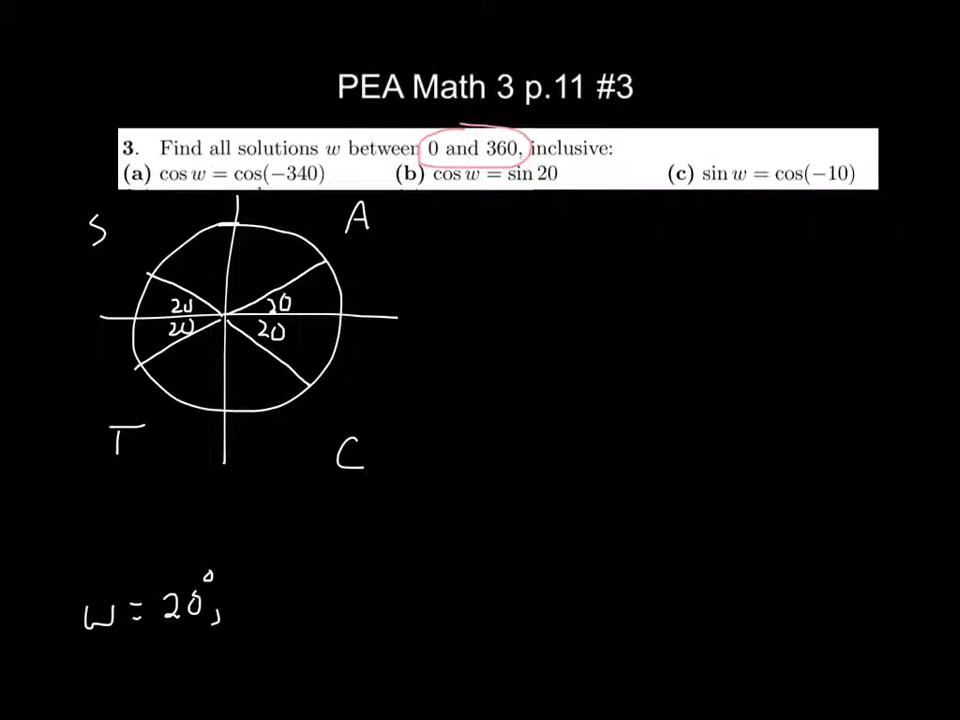 PEA Math 3 p.11 #3
3. Find all solutions w between 0 and 360, inclusive:
(a) cos w = cos(−340) (b) cos w = sin 20 (c) sin w = cos(−10)
S A
20 20
20 20
T C
w = 20°,